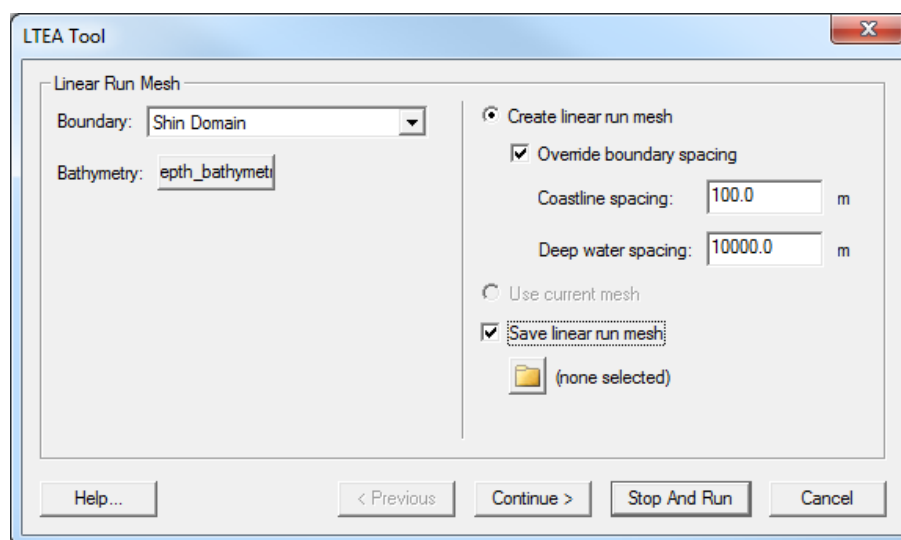 LTEA Tool
Linear Run Mesh
Boundary: Shin Domain
Bathymetry: epth_bathymet
Create linear run mesh
Override boundary spacing
Coastline spacing: 100.0 m
Deep water spacing: 10000.0 m
Use current mesh
Save linear run mesh
(none selected)
Help... < Previous Continue > Stop And Run Cancel